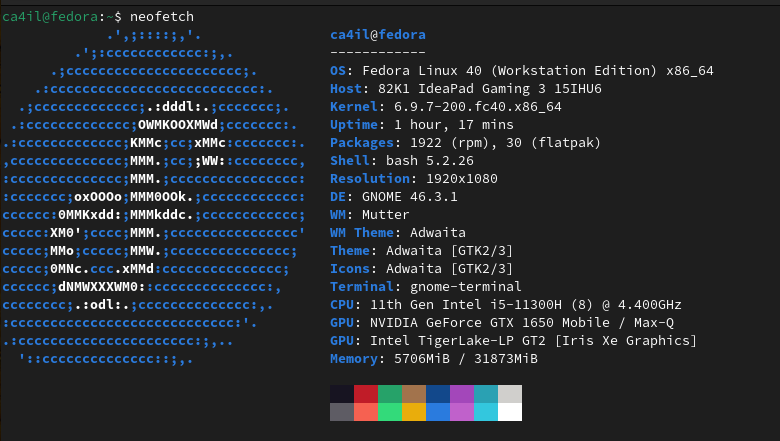 ca4il@fedora:~$ neofetch
             .',;::::;,'.                ca4il@fedora
         .';:cccccccccccc:;,.            ------------
      .;cccccccccccccccccccccc;.         OS: Fedora Linux 40 (Workstation Edition) x86_64
    .:cccccccccccccccccccccccccc:.       Host: 82K1 IdeaPad Gaming 3 15IHU6
  .;ccccccccccccc;.:dddl:.;ccccccc;.     Kernel: 6.9.7-200.fc40.x86_64
 .:ccccccccccccc;OWMKOOXMWd;ccccccc:.    Uptime: 1 hour, 17 mins
.:ccccccccccccc;KMMc;cc;xMMc:ccccccc:.   Packages: 1922 (rpm), 30 (flatpak)
,cccccccccccccc;MMM.;cc;;WW::cccccccc,   Shell: bash 5.2.26
:cccccccccccccc;MMM.;cccccccccccccccc:   Resolution: 1920x1080
:ccccccc;oxOOOo;MMM0OOk.;cccccccccccc:   DE: GNOME 46.3.1
cccccc:0MMKxdd:;MMMkddc.;cccccccccccc;   WM: Mutter
ccccc:XM0';cccc;MMM.;cccccccccccccccc'   WM Theme: Adwaita
ccccc;MMo;ccccc;MMW.;ccccccccccccccc;    Theme: Adwaita [GTK2/3]
ccccc;0MNc.ccc.xMMd:ccccccccccccccc;     Icons: Adwaita [GTK2/3]
cccccc;dNMWXXXWM0::cccccccccccccc:,      Terminal: gnome-terminal
cccccccc;.:odl:.;cccccccccccccc:,.       CPU: 11th Gen Intel i5-11300H (8) @ 4.400GHz
:cccccccccccccccccccccccccccc:'.         GPU: NVIDIA GeForce GTX 1650 Mobile / Max-Q
.:cccccccccccccccccccccc:;,..            GPU: Intel TigerLake-LP GT2 [Iris Xe Graphics]
  '::cccccccccccccc::;,.                 Memory: 5706MiB / 31873MiB